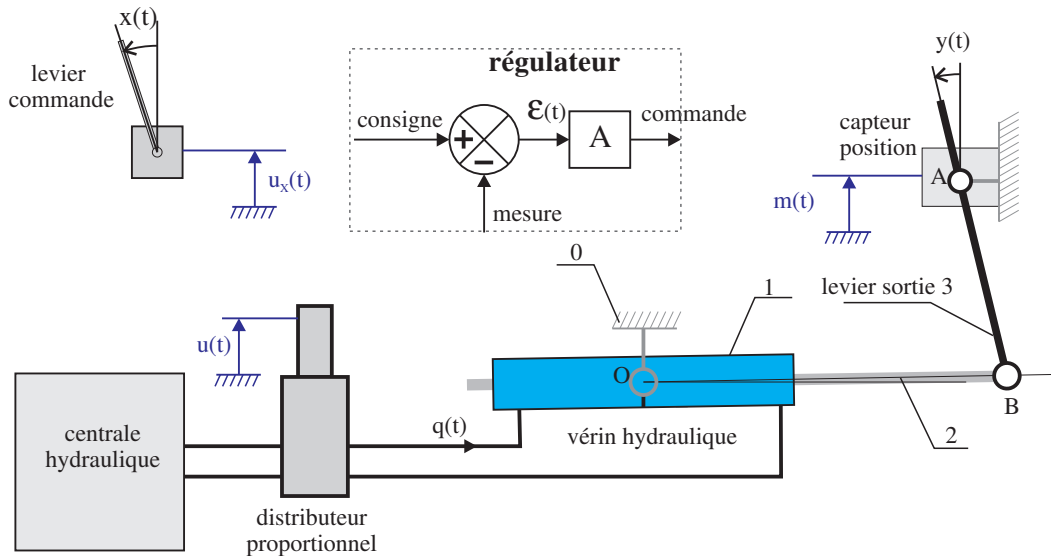 x(t)
levier
commande
u_x(t)
régulateur
consigne
+
−
ε(t)
A
commande
mesure
y(t)
capteur
position
A
m(t)
levier sortie 3
B
0
1
O
2
vérin hydraulique
u(t)
q(t)
centrale
hydraulique
distributeur
proportionnel